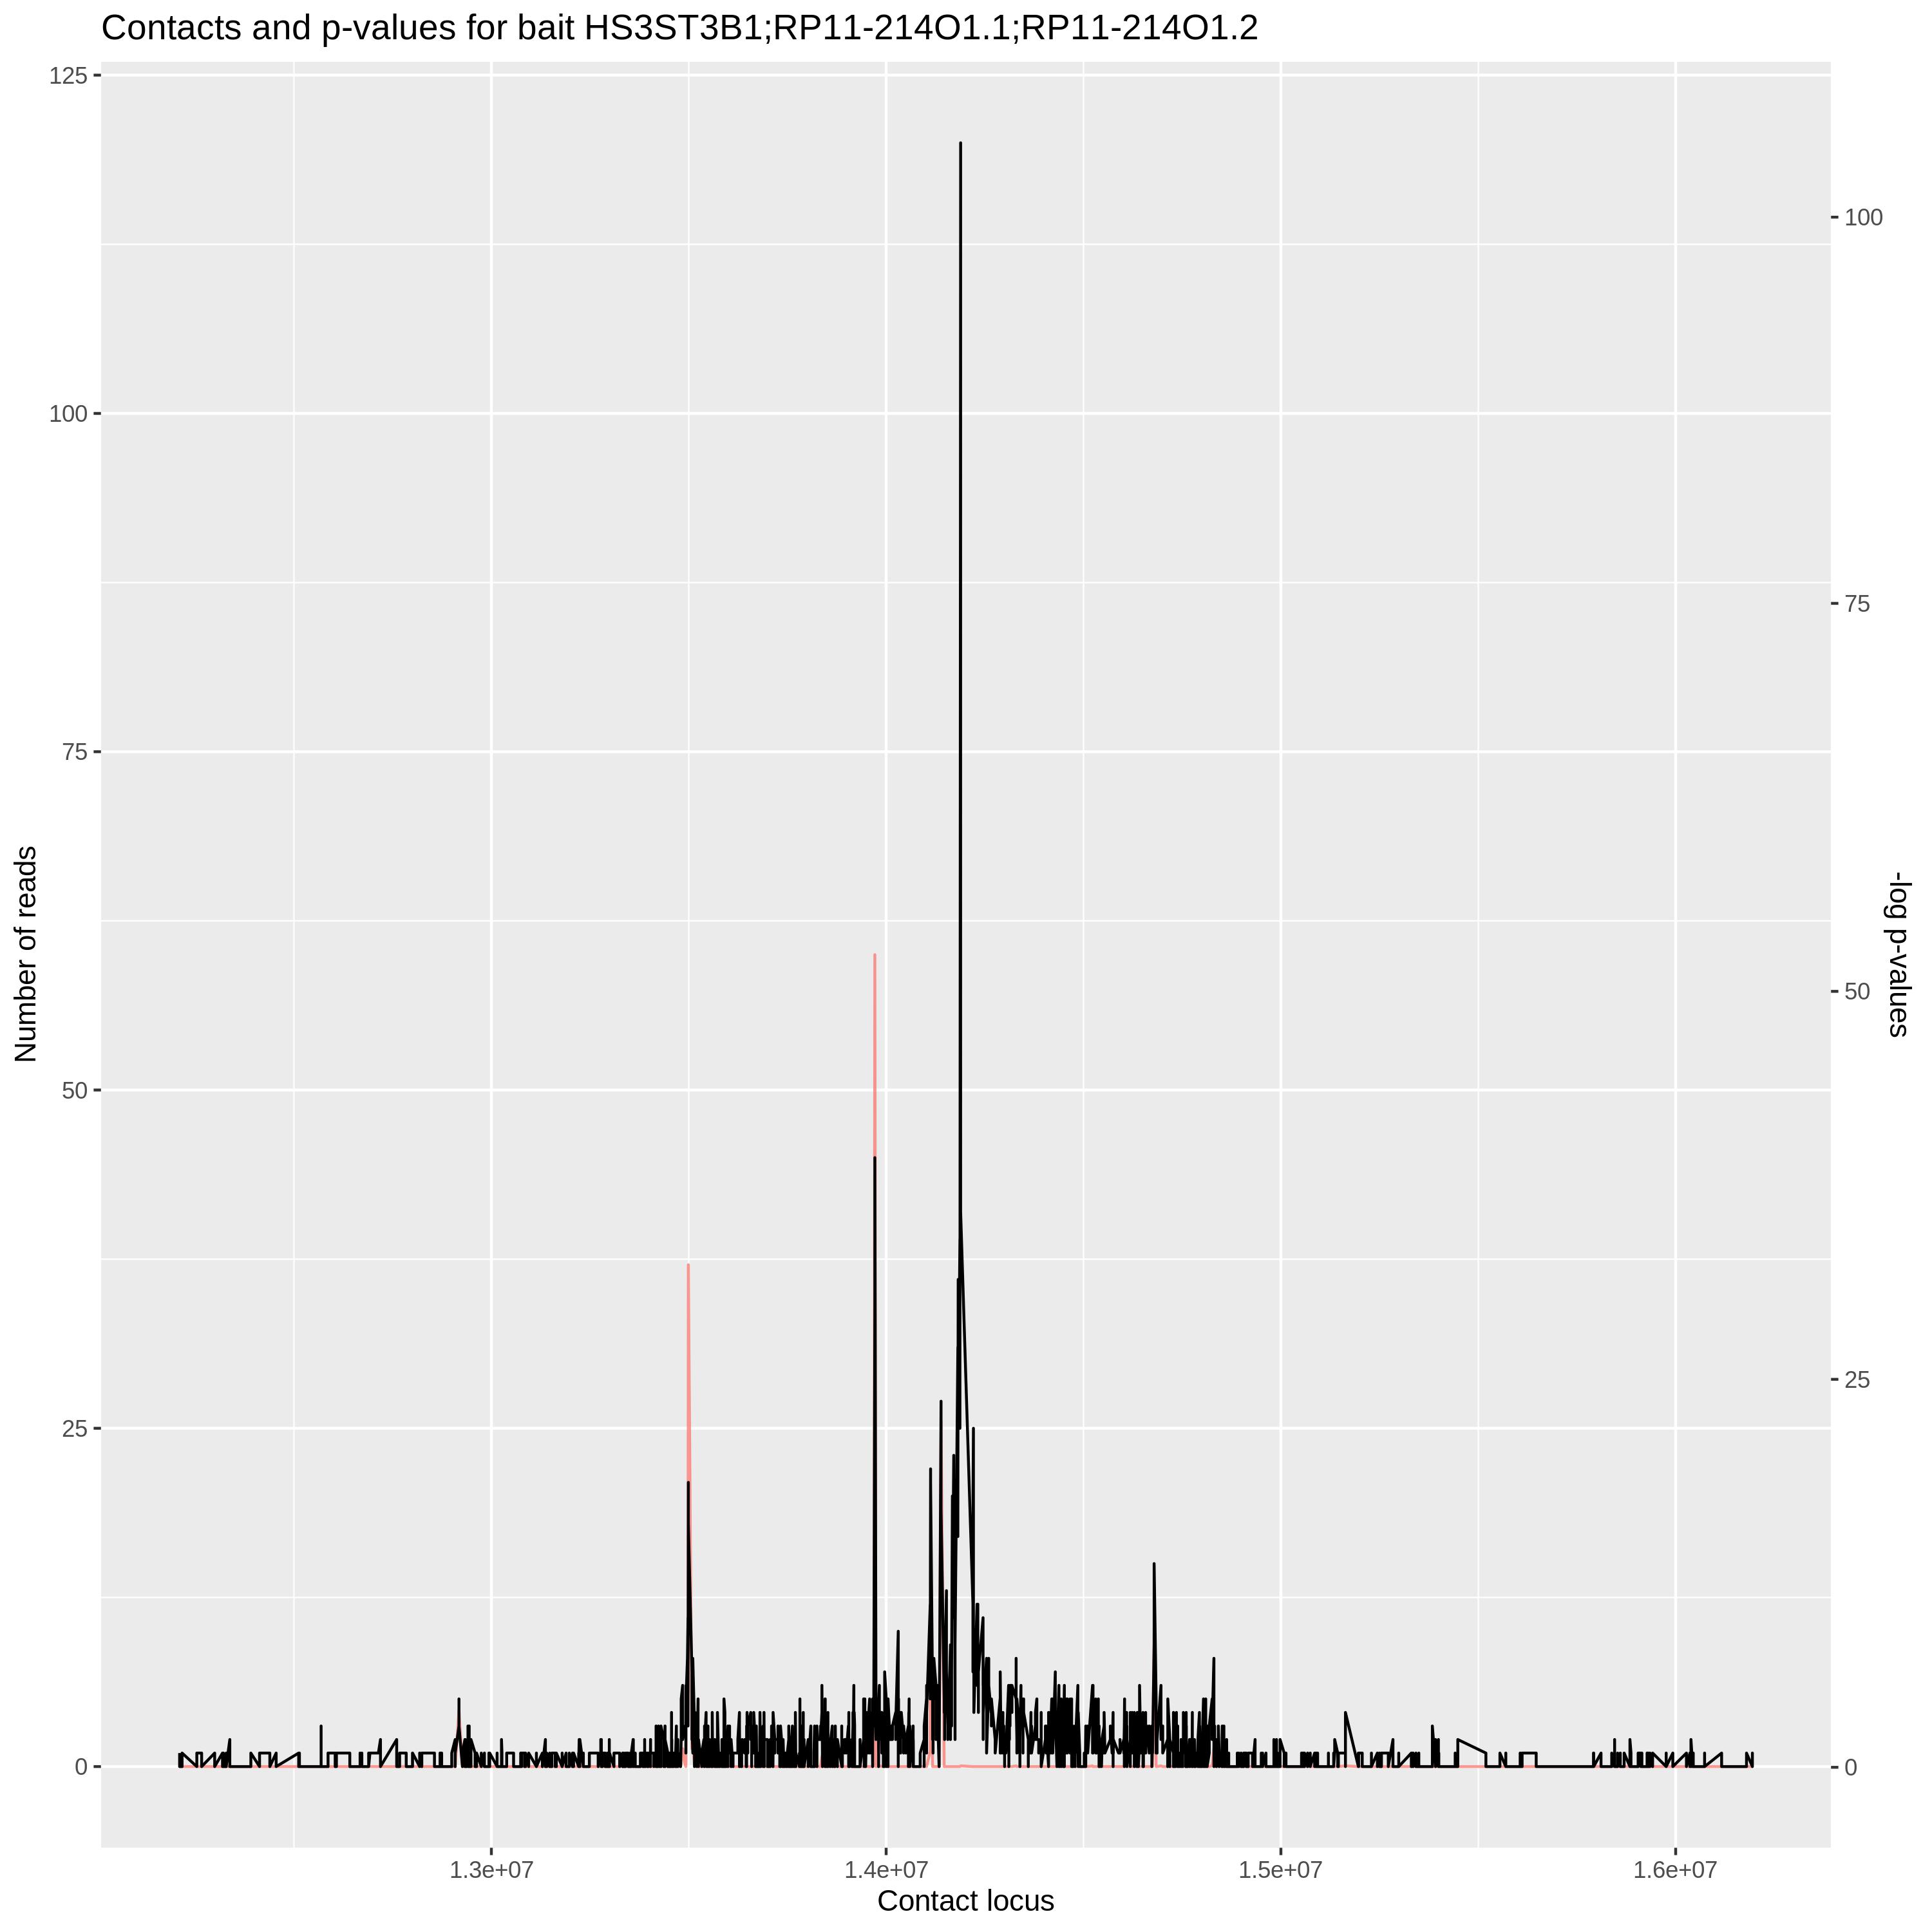 Contacts and p-values for bait HS3ST3B1;RP11-214O1.1;RP11-214O1.2
125
100
75
50
25
0
Number of reads
100
75
50
25
0
-log p-values
1.3e+07
1.4e+07
1.5e+07
1.6e+07
Contact locus